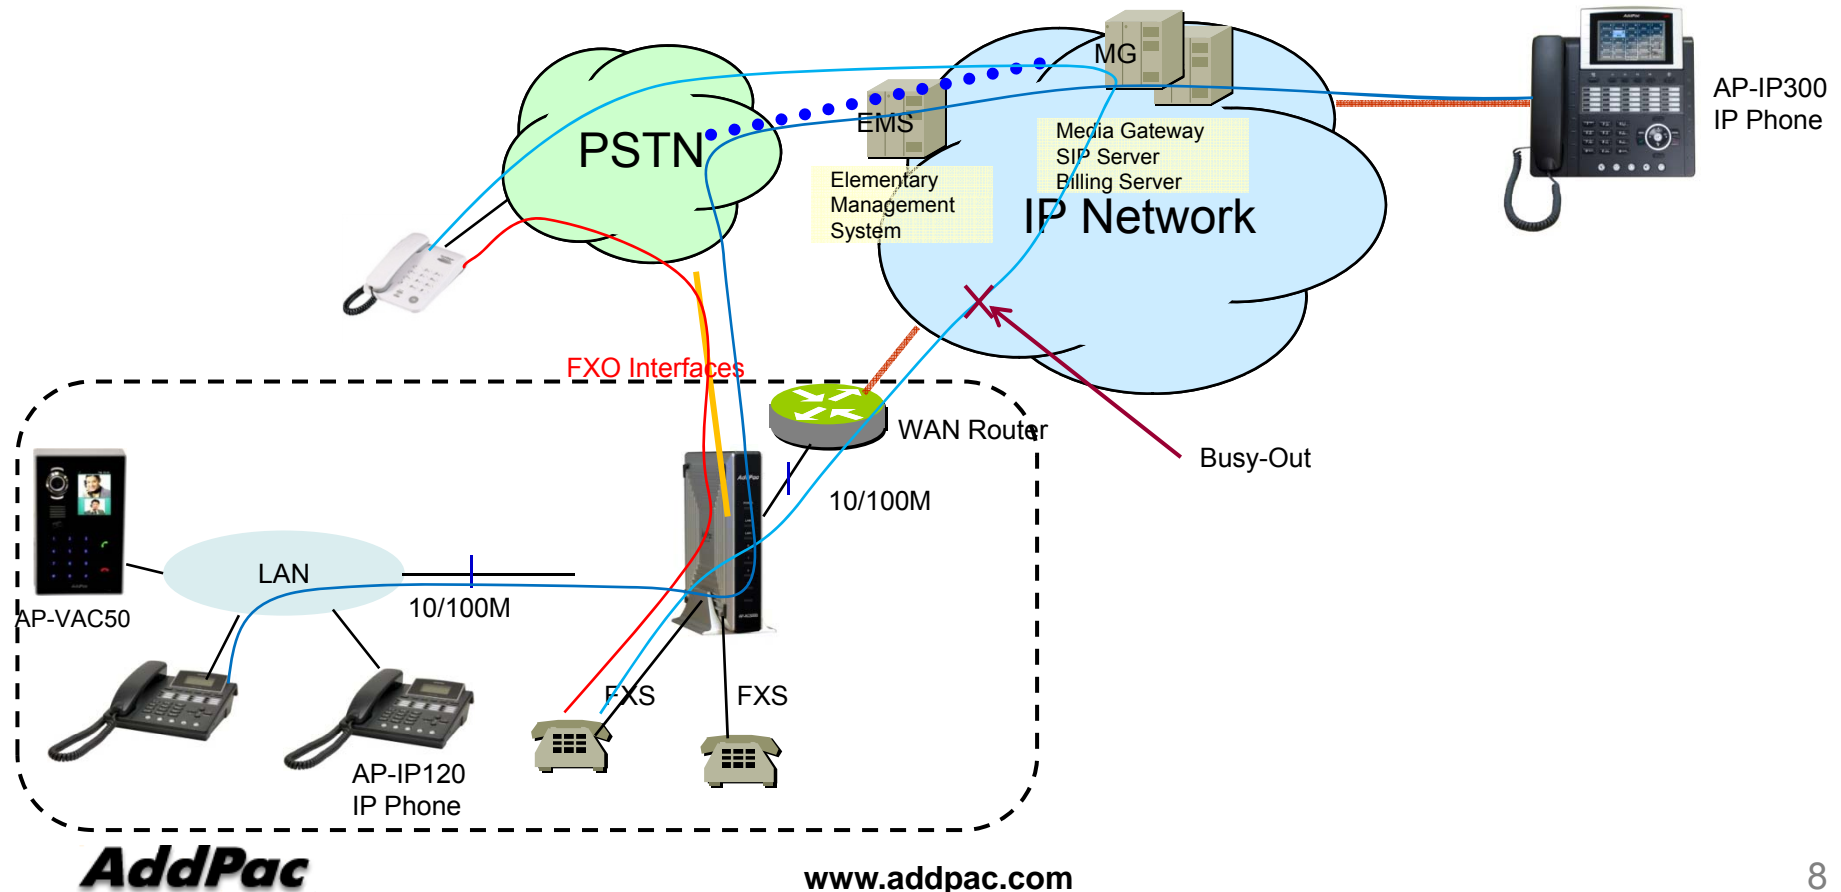 MG
AddPac
AP-IP300
IP Phone
EMS
PSTN
Media Gateway
SIP Server
Billing Server
Elementary
Management
System
IP Network
FXO Interfaces
WAN Router
Busy-Out
AddPac
10/100M
LAN
10/100M
AP-VAC50
FXS
FXS
AP-IP120
IP Phone
AddPac
www.addpac.com
8